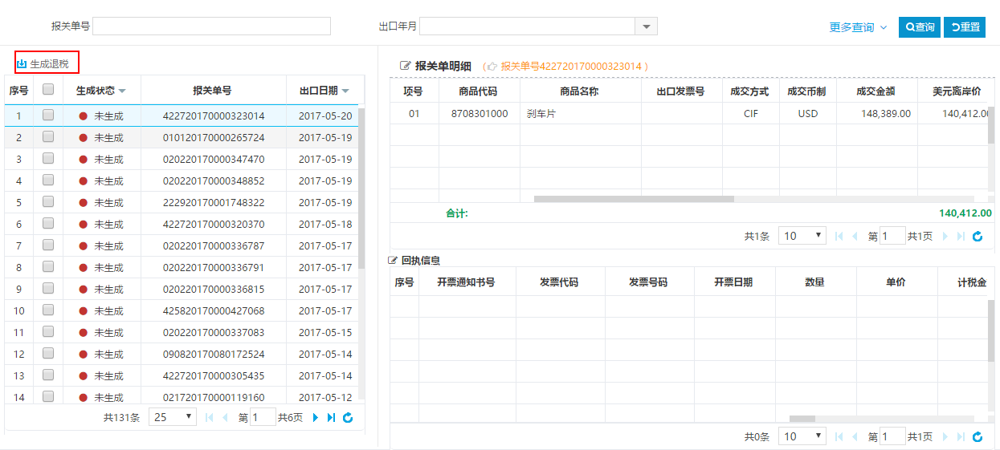 报关单号 出口年月 更多查询 查询 重置
生成退税
序号 生成状态 报关单号 出口日期
1 未生成 422720170000323014 2017-05-20
2 未生成 010120170000265724 2017-05-19
3 未生成 020220170000347470 2017-05-19
4 未生成 020220170000348852 2017-05-19
5 未生成 222920170001748322 2017-05-19
6 未生成 422720170000320370 2017-05-18
7 未生成 020220170000336787 2017-05-17
8 未生成 020220170000336791 2017-05-17
9 未生成 020220170000336815 2017-05-17
10 未生成 425820170000427068 2017-05-17
11 未生成 020220170000337083 2017-05-15
12 未生成 090820170080172524 2017-05-14
13 未生成 422720170000305435 2017-05-14
14 未生成 021720170000119160 2017-05-12
共131条 25 第 1 共6页
报关单明细 ( 报关单号422720170000323014 )
项号 商品代码 商品名称 出口发票号 成交方式 成交币制 成交金额 美元离岸价
01 8708301000 刹车片 CIF USD 148,389.00 140,412.00
合计: 140,412.00
共1条 10 第 1 共1页
回执信息
序号 开票通知书号 发票代码 发票号码 开票日期 数量 单价 计税金
共0条 10 第 1 共1页